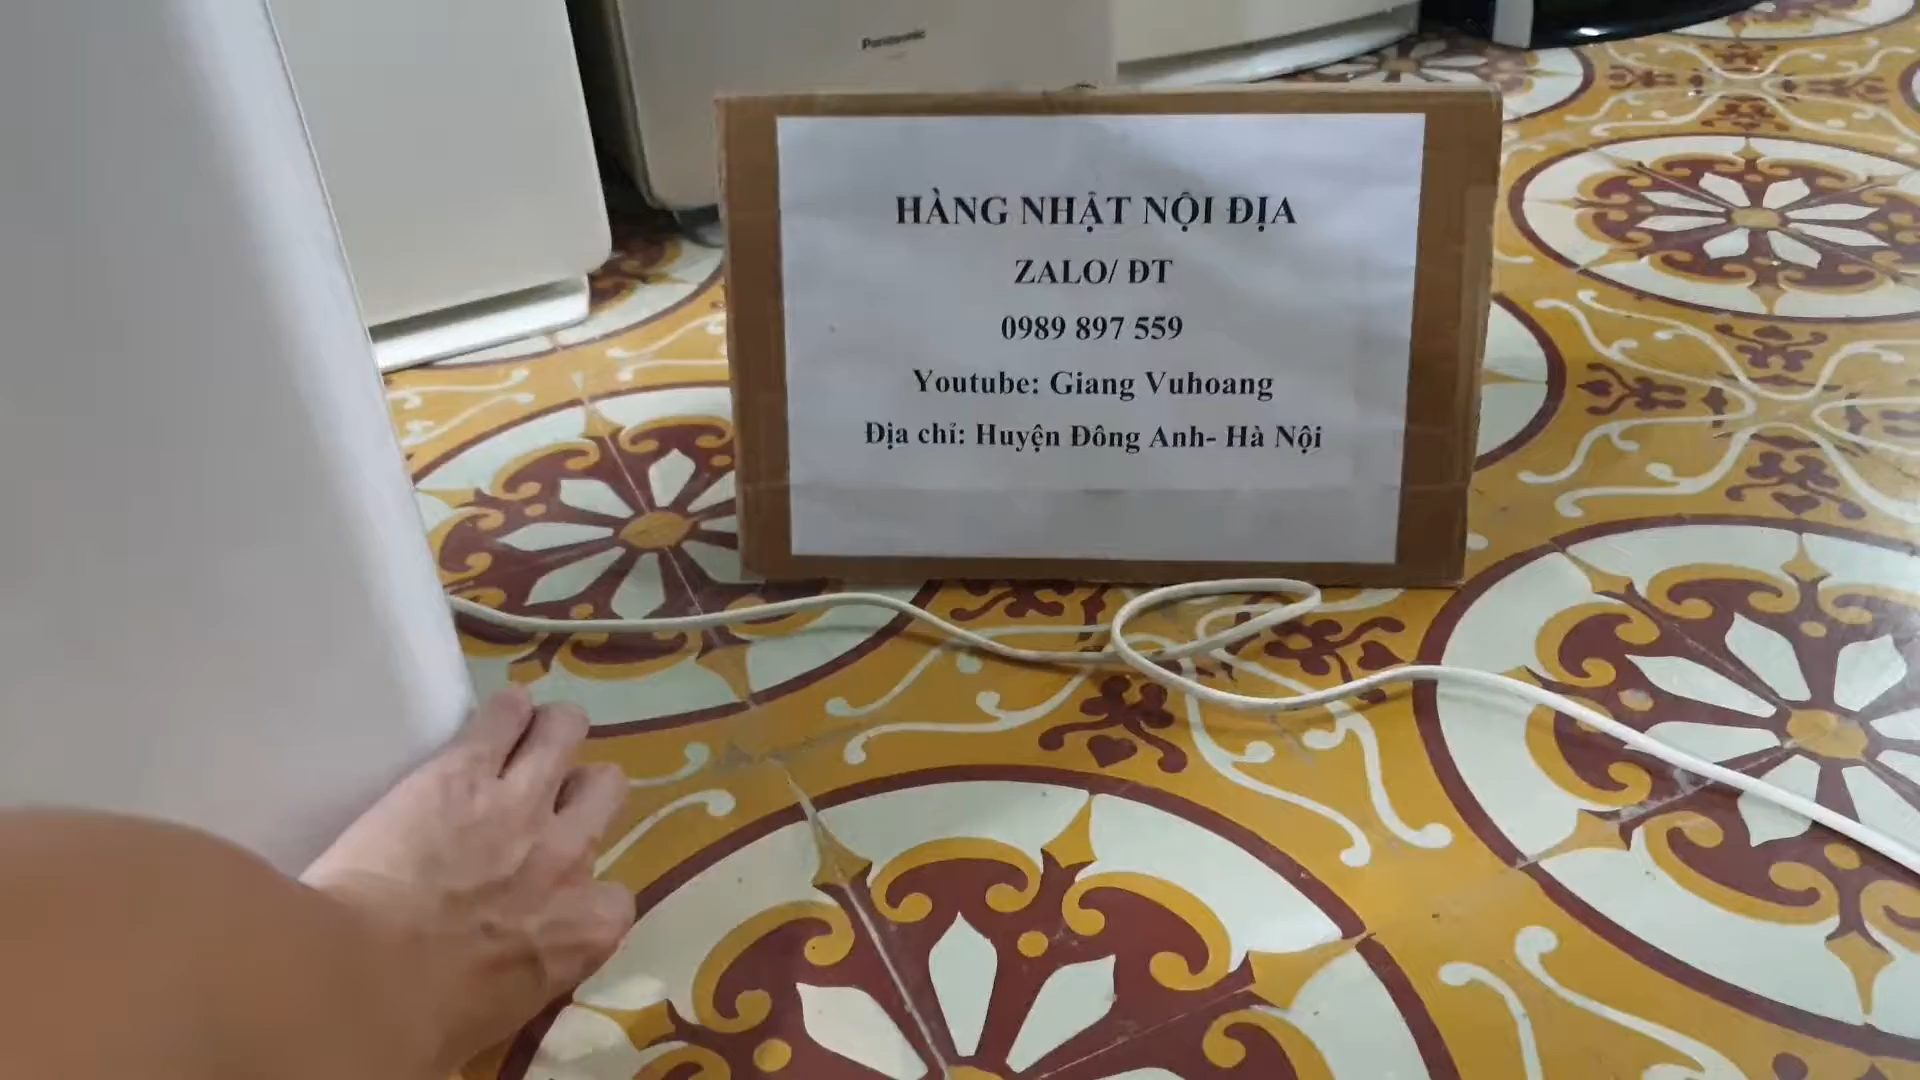 Panasonic
HÀNG NHẬT NỘI ĐỊA
ZALO/ ĐT
0989 897 559
Youtube: Giang Vuhoang
Địa chỉ: Huyện Đông Anh- Hà Nội